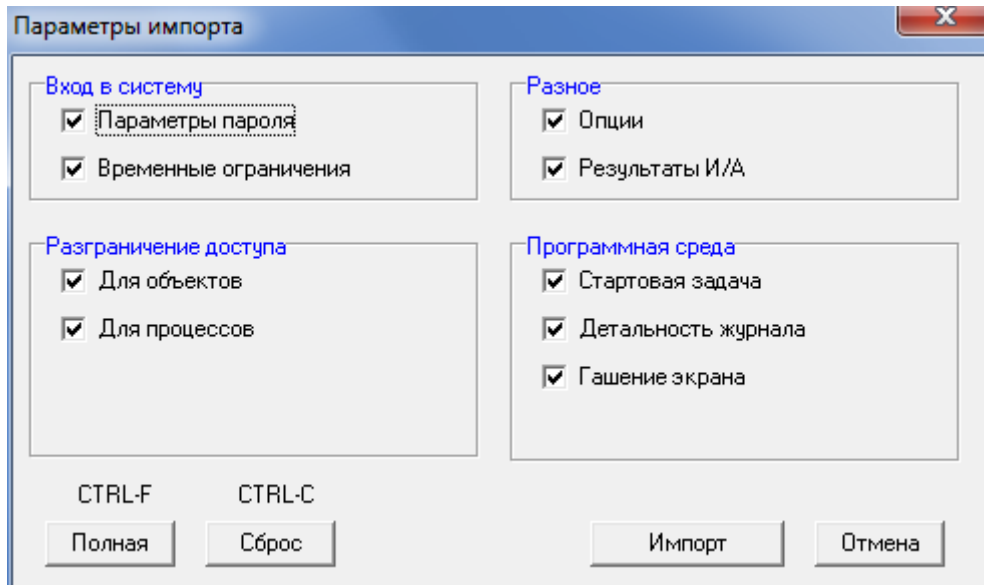 Параметры импорта
Вход в систему
Параметры пароля
Временные ограничения
Разное
Опции
Результаты И/А
Разграничение доступа
Для объектов
Для процессов
Программная среда
Стартовая задача
Детальность журнала
Гашение экрана
CTRL-F CTRL-C
Полная Сброс Импорт Отмена